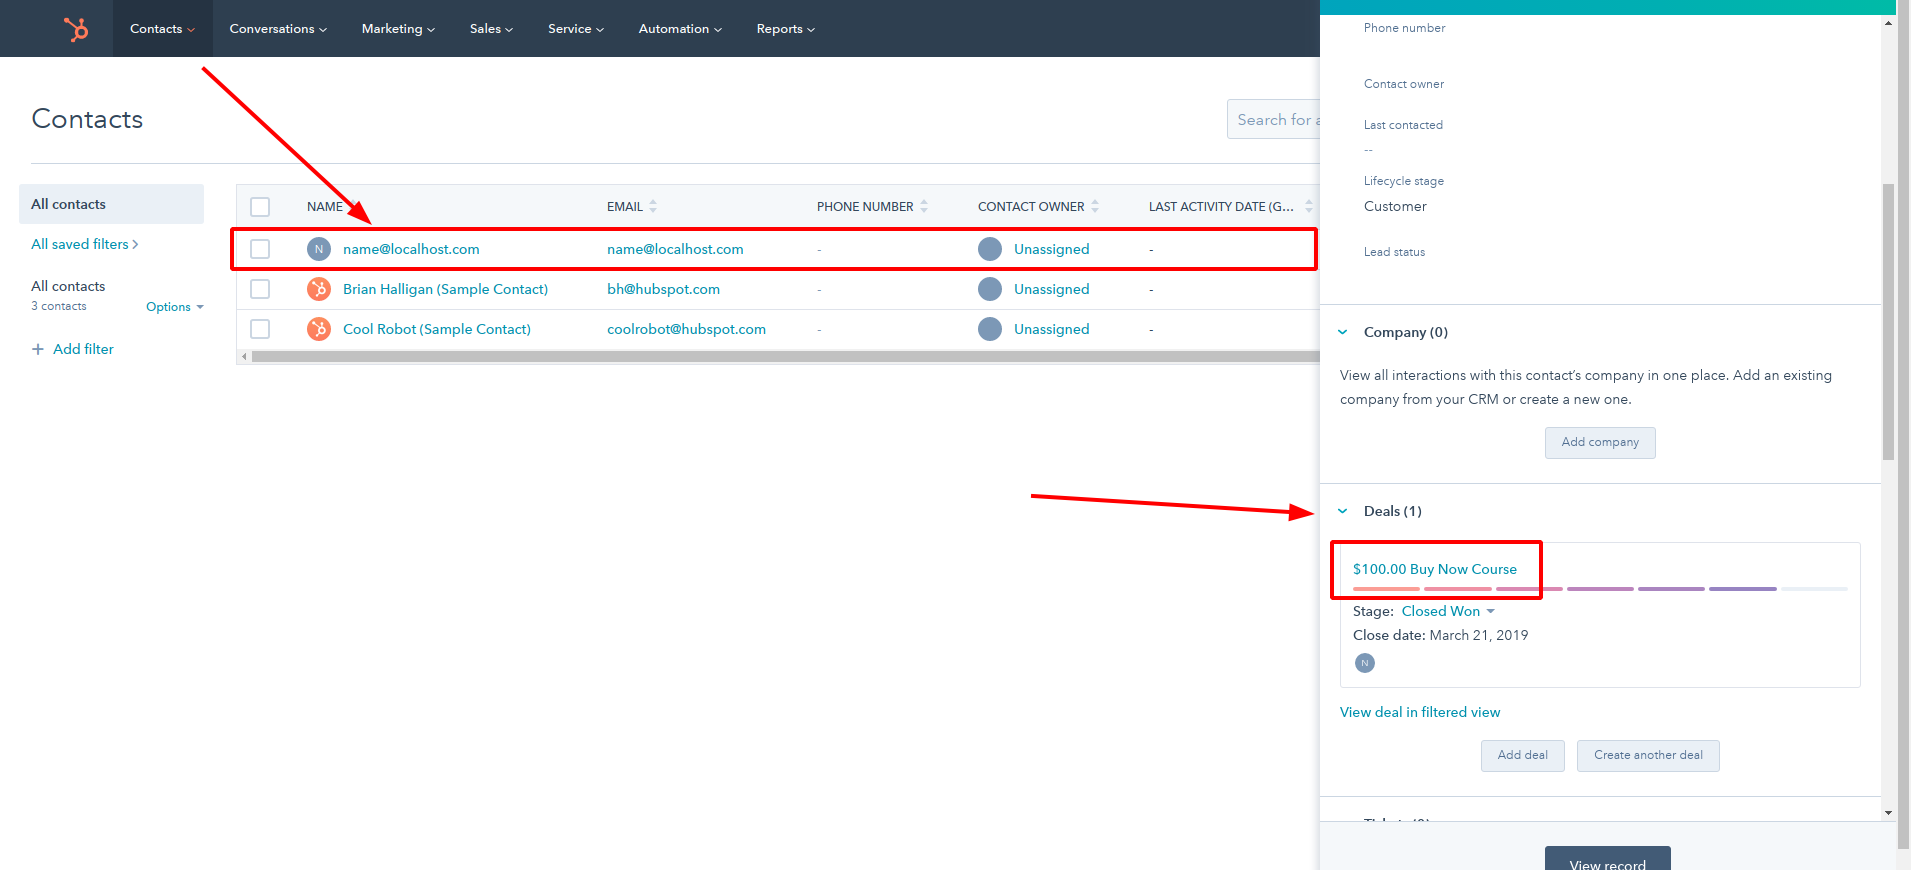 Contacts
Conversations
Marketing
Sales
Service
Automation
Reports
Contacts
Search for a
All contacts
All saved filters
All contacts
3 contacts
Options
+ Add filter
NAME EMAIL PHONE NUMBER CONTACT OWNER LAST ACTIVITY DATE (G...
N name@localhost.com name@localhost.com - Unassigned -
Brian Halligan (Sample Contact) bh@hubspot.com - Unassigned -
Cool Robot (Sample Contact) coolrobot@hubspot.com - Unassigned -
Phone number
Contact owner
Last contacted
--
Lifecycle stage
Customer
Lead status
Company (0)
View all interactions with this contact’s company in one place. Add an existing
company from your CRM or create a new one.
Add company
Deals (1)
$100.00 Buy Now Course
Stage: Closed Won
Close date: March 21, 2019
N
View deal in filtered view
Add deal
Create another deal
View record